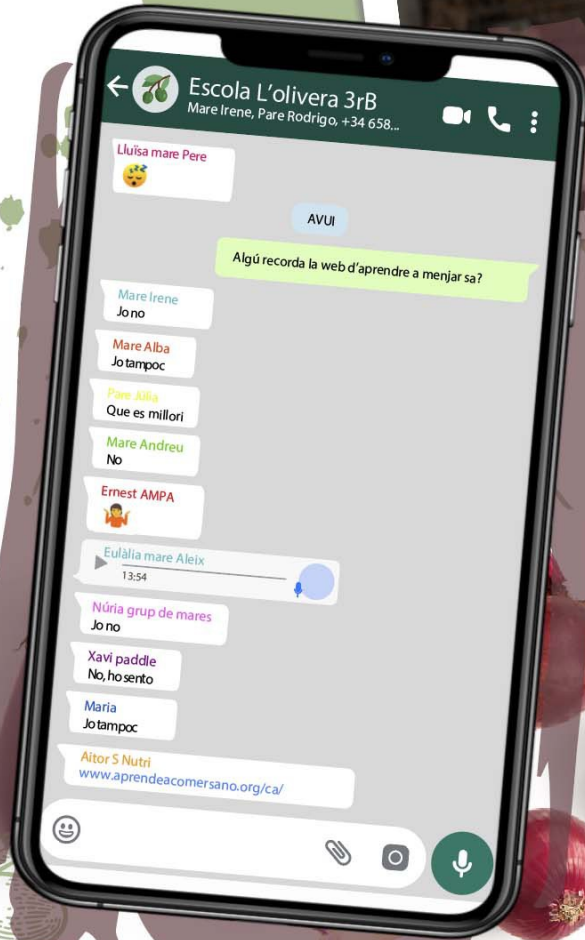 Escola L'olivera 3rB
Mare Irene, Pare Rodrigo, +34 658...
Lluïsa mare Pere
AVUI
Algú recorda la web d'aprendre a menjar sa?
Mare Irene
Jo no
Mare Alba
Jo tampoc
Pare Júlia
Que es millori
Mare Andreu
No
Ernest AMPA
Eulàlia mare Aleix
13:54
Núria grup de mares
Jo no
Xavi paddle
No, ho sento
Maria
Jo tampoc
Aitor S Nutri
www.aprendeacomersano.org/ca/